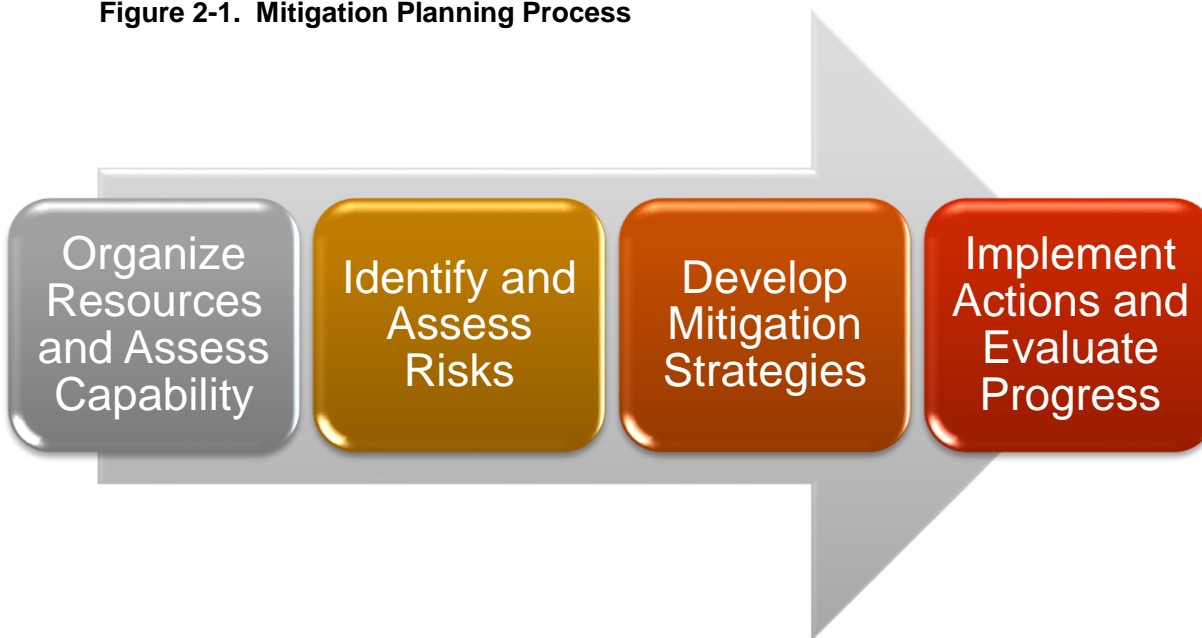 Figure 2-1. Mitigation Planning Process
Organize
Resources
and Assess
Capability
Identify and
Assess
Risks
Develop
Mitigation
Strategies
Implement
Actions and
Evaluate
Progress